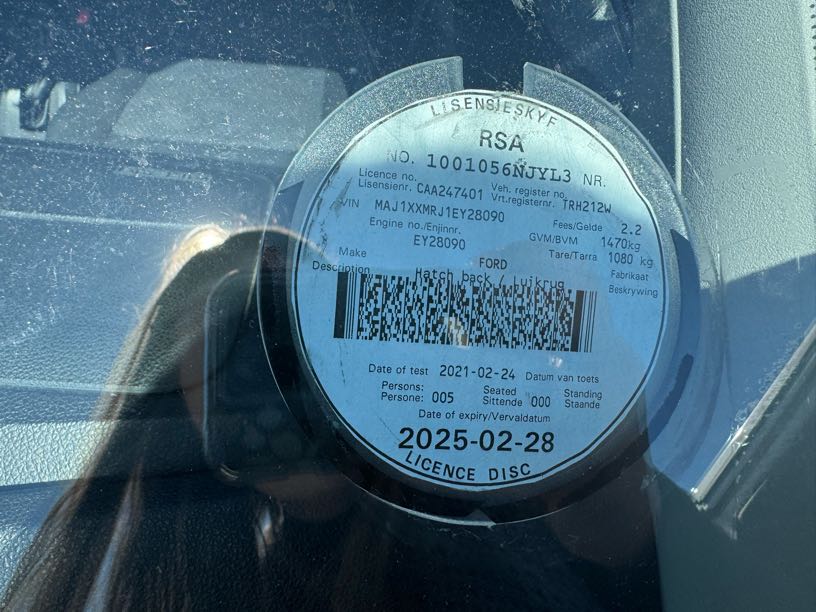 LISENSIESKYF
RSA
NO. 1001056NJYL3 NR.
Licence no. Veh. register no.
Lisensienr. CAA247401 Vrt.registernr. TRH212W
VIN MAJ1XXMRJ1EY28090 Fees/Gelde 2.2
Engine no./Enjinnr. GVM/BVM 1470kg
EY28090 Tare/Tarra 1080 kg
Make FORD Fabrikaat
Description Hatch back / Luikrug Beskrywing
Date of test 2021-02-24 Datum van toets
Persons: Seated Standing
Persone: 005 Sittende 000 Staande
Date of expiry/Vervaldatum
2025-02-28
LICENCE DISC